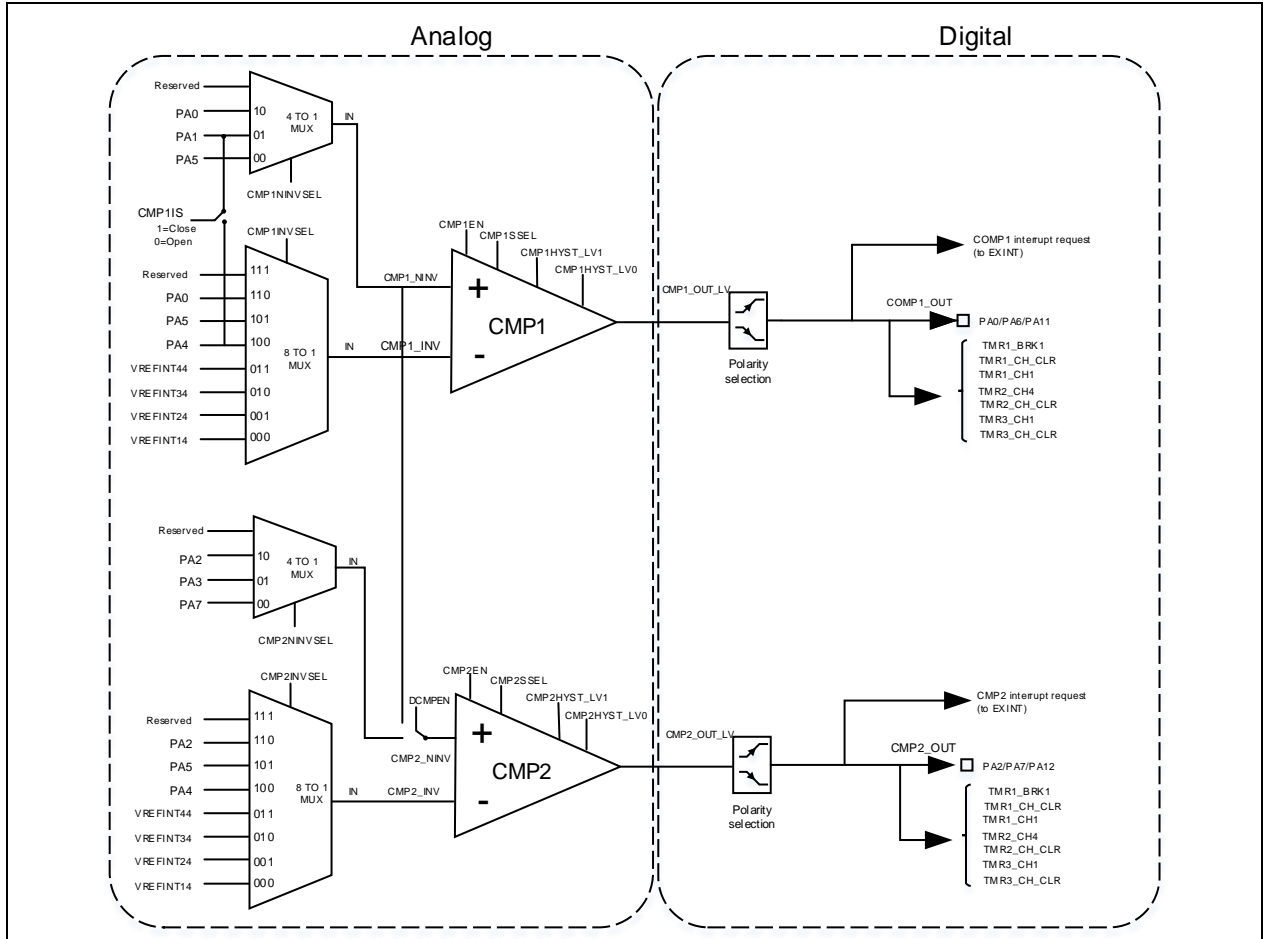 Analog
Digital
Reserved
PA0
10
PA1
01
PA5
00
4 TO 1
MUX
IN
CMP1NINVSEL
CMP1IS
1=Close
0=Open
CMP1INVSEL
Reserved
111
PA0
110
PA5
101
PA4
100
VREFINT44
011
VREFINT34
010
VREFINT24
001
VREFINT14
000
8 TO 1
MUX
IN
CMP1_NINV
CMP1_INV
CMP1EN
CMP1SSEL
CMP1HYST_LV1
CMP1HYST_LV0
+
CMP1
-
CMP1_OUT_LV
Polarity
selection
COMP1 interrupt request
(to EXINT)
COMP1_OUT
PA0/PA6/PA11
TMR1_BRK1
TMR1_CH_CLR
TMR1_CH1
TMR2_CH4
TMR2_CH_CLR
TMR3_CH1
TMR3_CH_CLR
Reserved
PA2
10
PA3
01
PA7
00
4 TO 1
MUX
IN
CMP2NINVSEL
CMP2INVSEL
Reserved
111
PA2
110
PA5
101
PA4
100
VREFINT44
011
VREFINT34
010
VREFINT24
001
VREFINT14
000
8 TO 1
MUX
IN
DCMPEN
CMP2_NINV
CMP2_INV
CMP2EN
CMP2SSEL
CMP2HYST_LV1
CMP2HYST_LV0
+
CMP2
-
CMP2_OUT_LV
Polarity
selection
CMP2 interrupt request
(to EXINT)
CMP2_OUT
PA2/PA7/PA12
TMR1_BRK1
TMR1_CH_CLR
TMR1_CH1
TMR2_CH4
TMR2_CH_CLR
TMR3_CH1
TMR3_CH_CLR